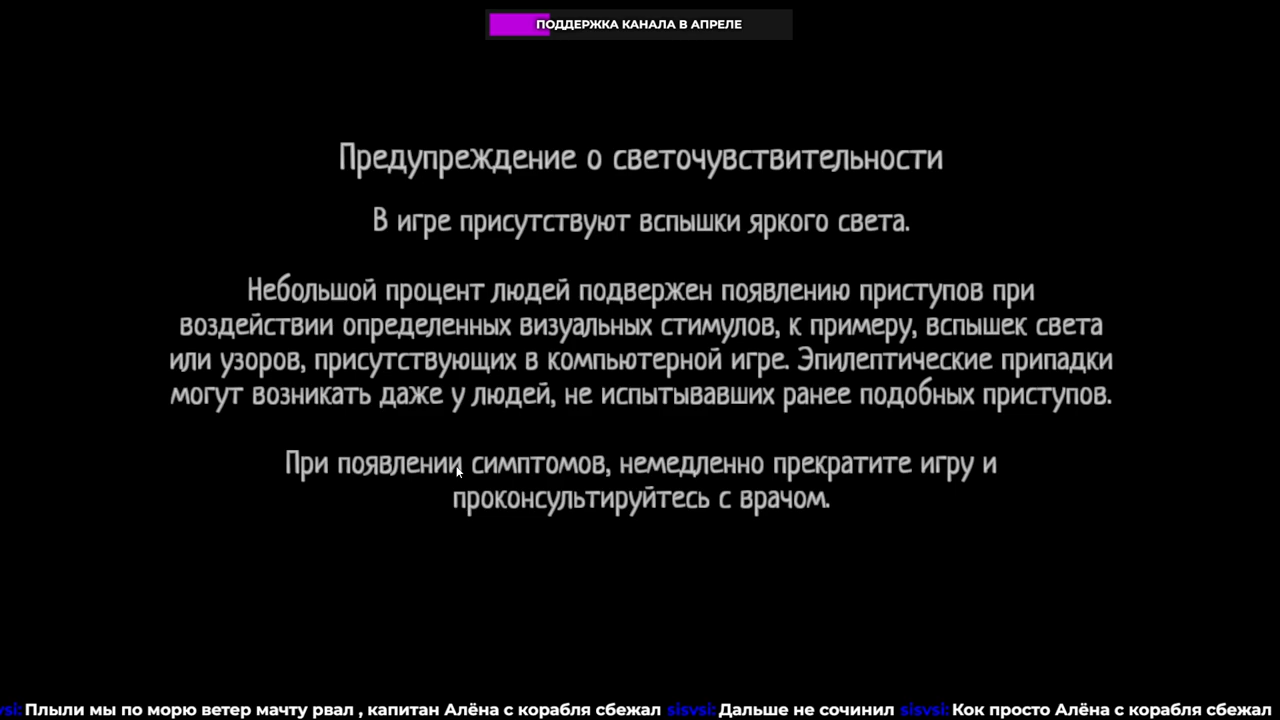 ПОДДЕРЖКА КАНАЛА В АПРЕЛЕ
Предупреждение о светочувствительности
В игре присутствуют вспышки яркого света.
Небольшой процент людей подвержен появлению приступов при
воздействии определенных визуальных стимулов, к примеру, вспышек света
или узоров, присутствующих в компьютерной игре. Эпилептические припадки
могут возникать даже у людей, не испытывавших ранее подобных приступов.
При появлении симптомов, немедленно прекратите игру и
проконсультируйтесь с врачом.
vsi: Плыли мы по морю ветер мачту рвал , капитан Алёна с корабля сбежал sisvsi: Дальше не сочинил sisvsi: Кок просто Алёна с корабля сбежал